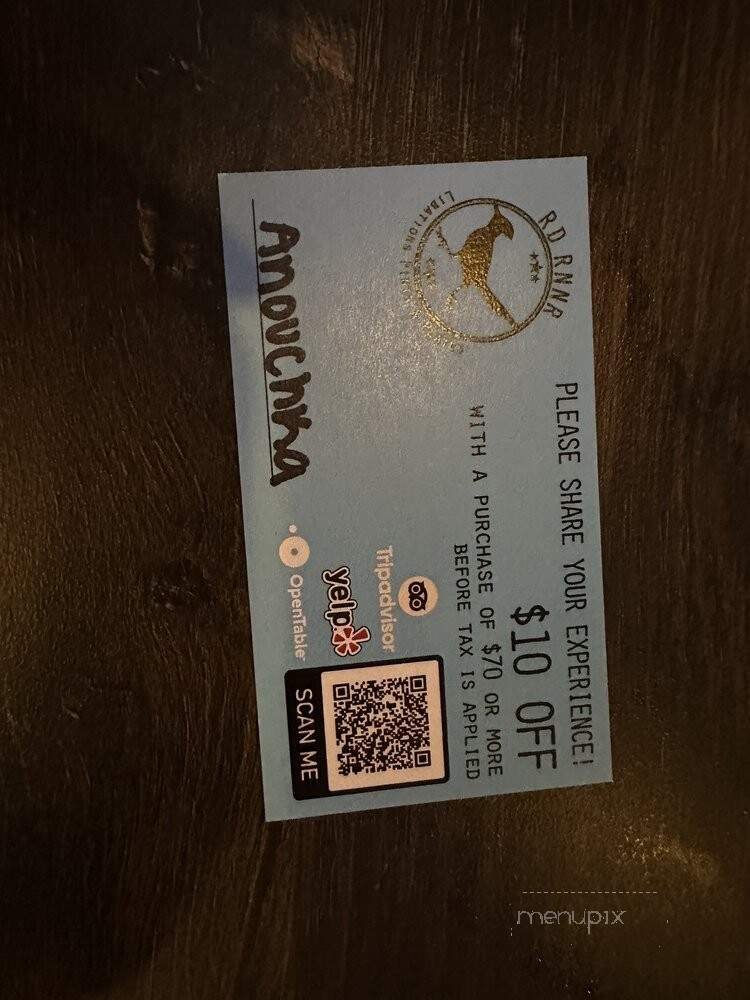 RD RNNR
LIBATIONS
PLEASE SHARE YOUR EXPERIENCE!
$10 OFF
WITH A PURCHASE OF $70 OR MORE
BEFORE TAX IS APPLIED
Tripadvisor
yelp
OpenTable
SCAN ME
Anouchka
menupix